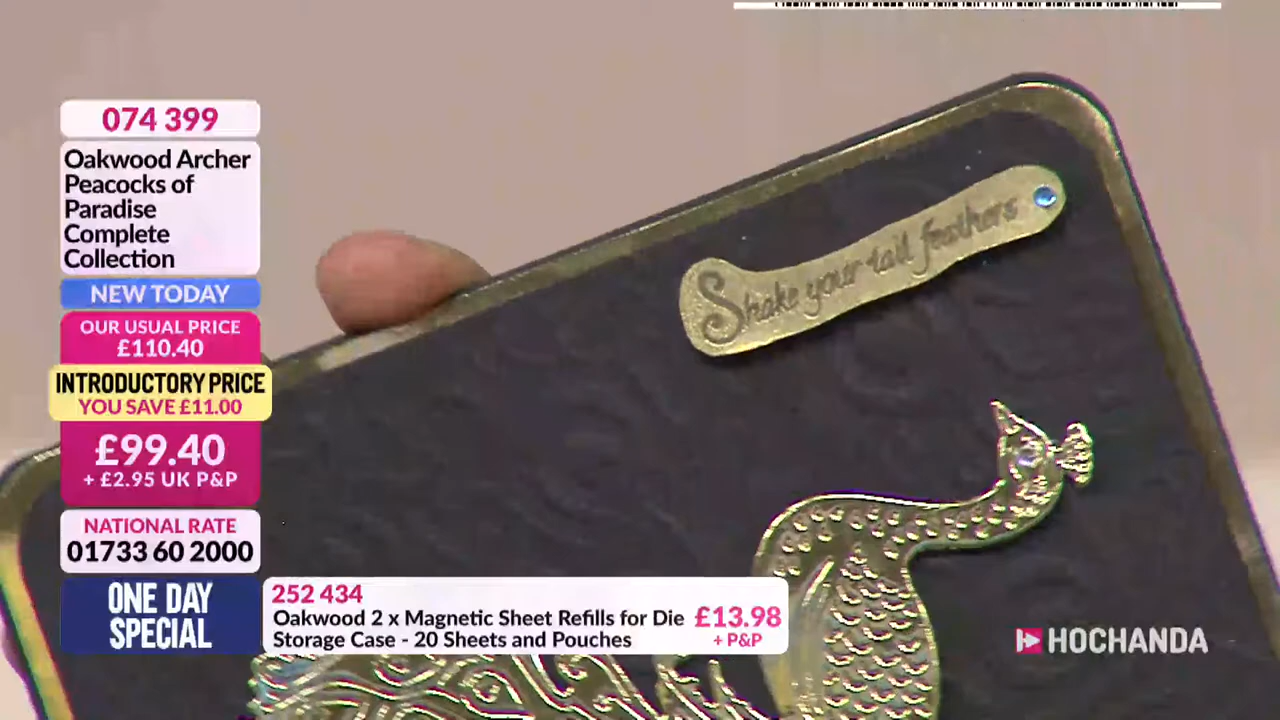 074 399
Oakwood Archer
Peacocks of
Paradise
Complete
Collection
NEW TODAY
OUR USUAL PRICE
£110.40
INTRODUCTORY PRICE
YOU SAVE £11.00
£99.40
+ £2.95 UK P&P
NATIONAL RATE
01733 60 2000
ONE DAY
SPECIAL
252 434
Oakwood 2 x Magnetic Sheet Refills for Die
Storage Case - 20 Sheets and Pouches
£13.98
+ P&P
Shake your tail feathers
HOCHANDA